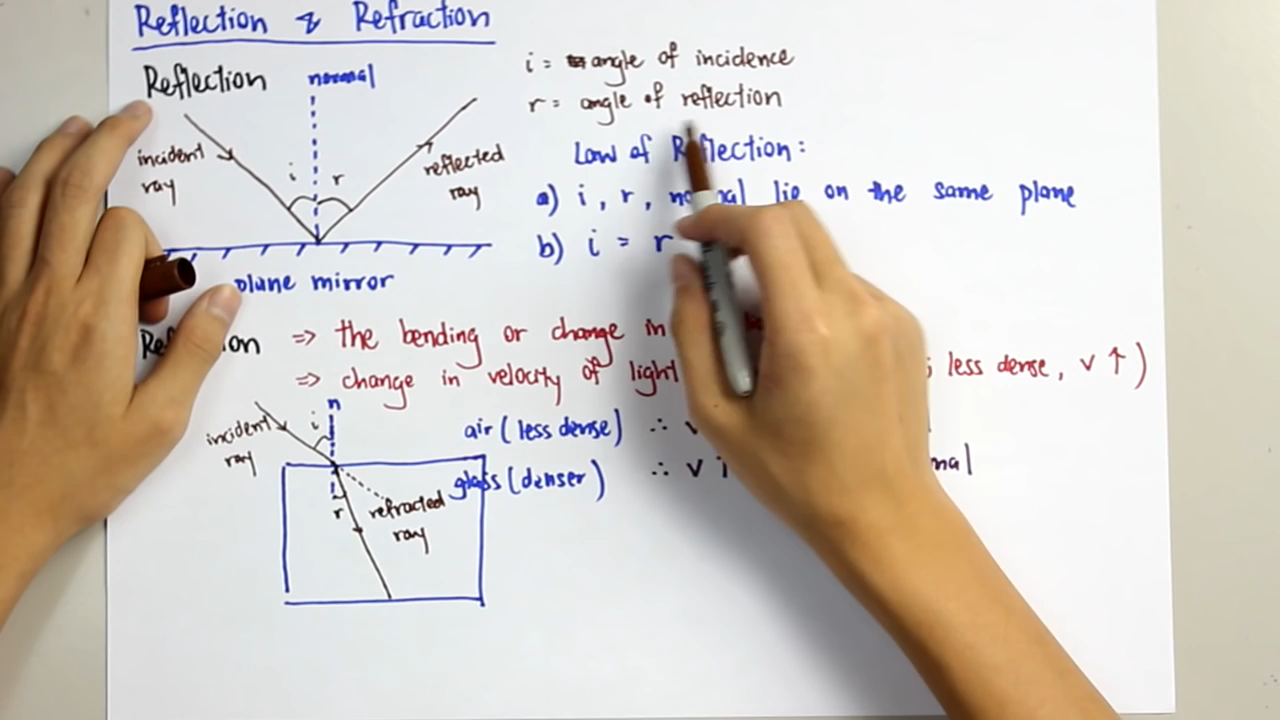 Reflection & Refraction
Reflection
normal
i = angle of incidence
r = angle of reflection
incident
ray
i
r
reflected
ray
Law of Reflection:
a) i, r, normal lie on the same plane
b) i = r
plane mirror
=> the bending or change in
=> change in velocity of light ; less dense, v ↑)
n
i
incident
ray
air (less dense) ∴ v
glass (denser) ∴ v
r
refracted
ray